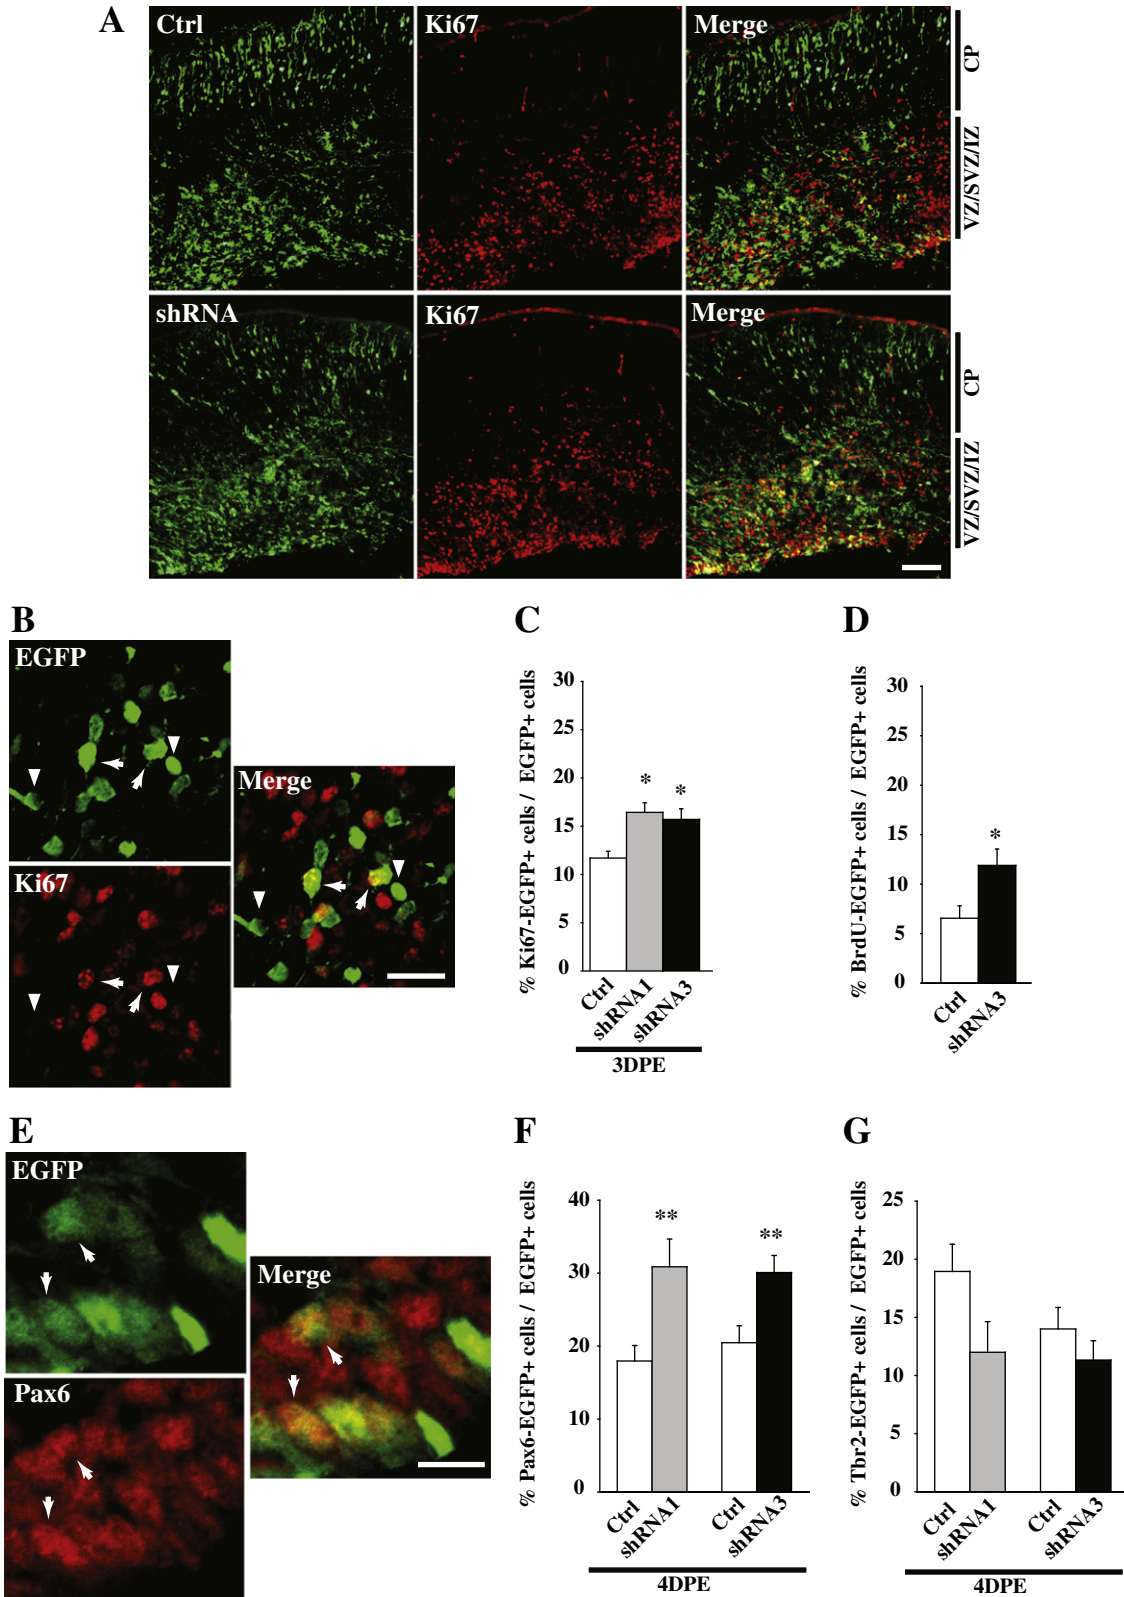 A
Ctrl
Ki67
Merge
CP
VZ/SVZ/IZ
shRNA
Ki67
Merge
CP
VZ/SVZ/IZ
B
EGFP
Ki67
Merge
C
% Ki67-EGFP+ cells / EGFP+ cells
30
25
20
15
10
5
0
*
*
Ctrl
shRNA1
shRNA3
3DPE
D
% BrdU-EGFP+ cells / EGFP+ cells
30
25
20
15
10
5
0
*
Ctrl
shRNA3
E
EGFP
Pax6
Merge
F
% Pax6-EGFP+ cells / EGFP+ cells
40
30
20
10
0
**
**
Ctrl
shRNA1
Ctrl
shRNA3
4DPE
G
% Tbr2-EGFP+ cells / EGFP+ cells
25
20
15
10
5
0
Ctrl
shRNA1
Ctrl
shRNA3
4DPE